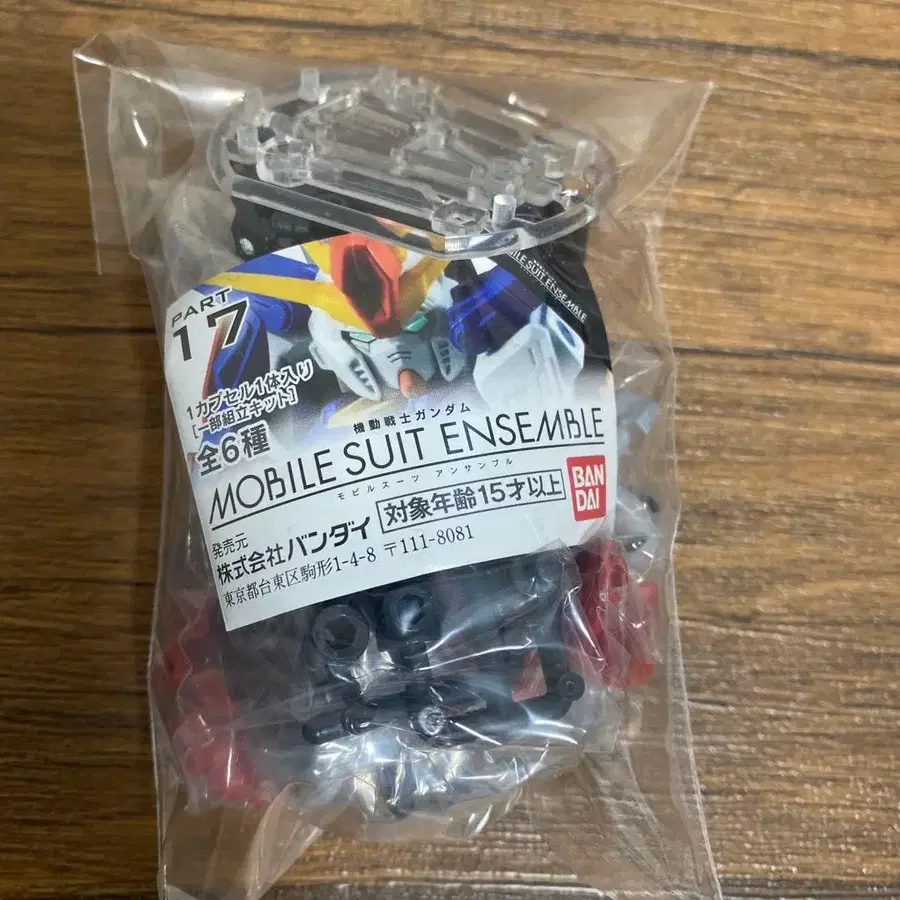 PART
17
MOBILE SUIT ENSEMBLE
1カプセル1体入り
[一部組立キット]
全6種
機動戦士ガンダム
MOBILE SUIT ENSEMBLE
モビルスーツ アンサンブル
対象年齢15才以上
BAN
DAI
発売元
株式会社バンダイ
東京都台東区駒形1-4-8 〒111-8081